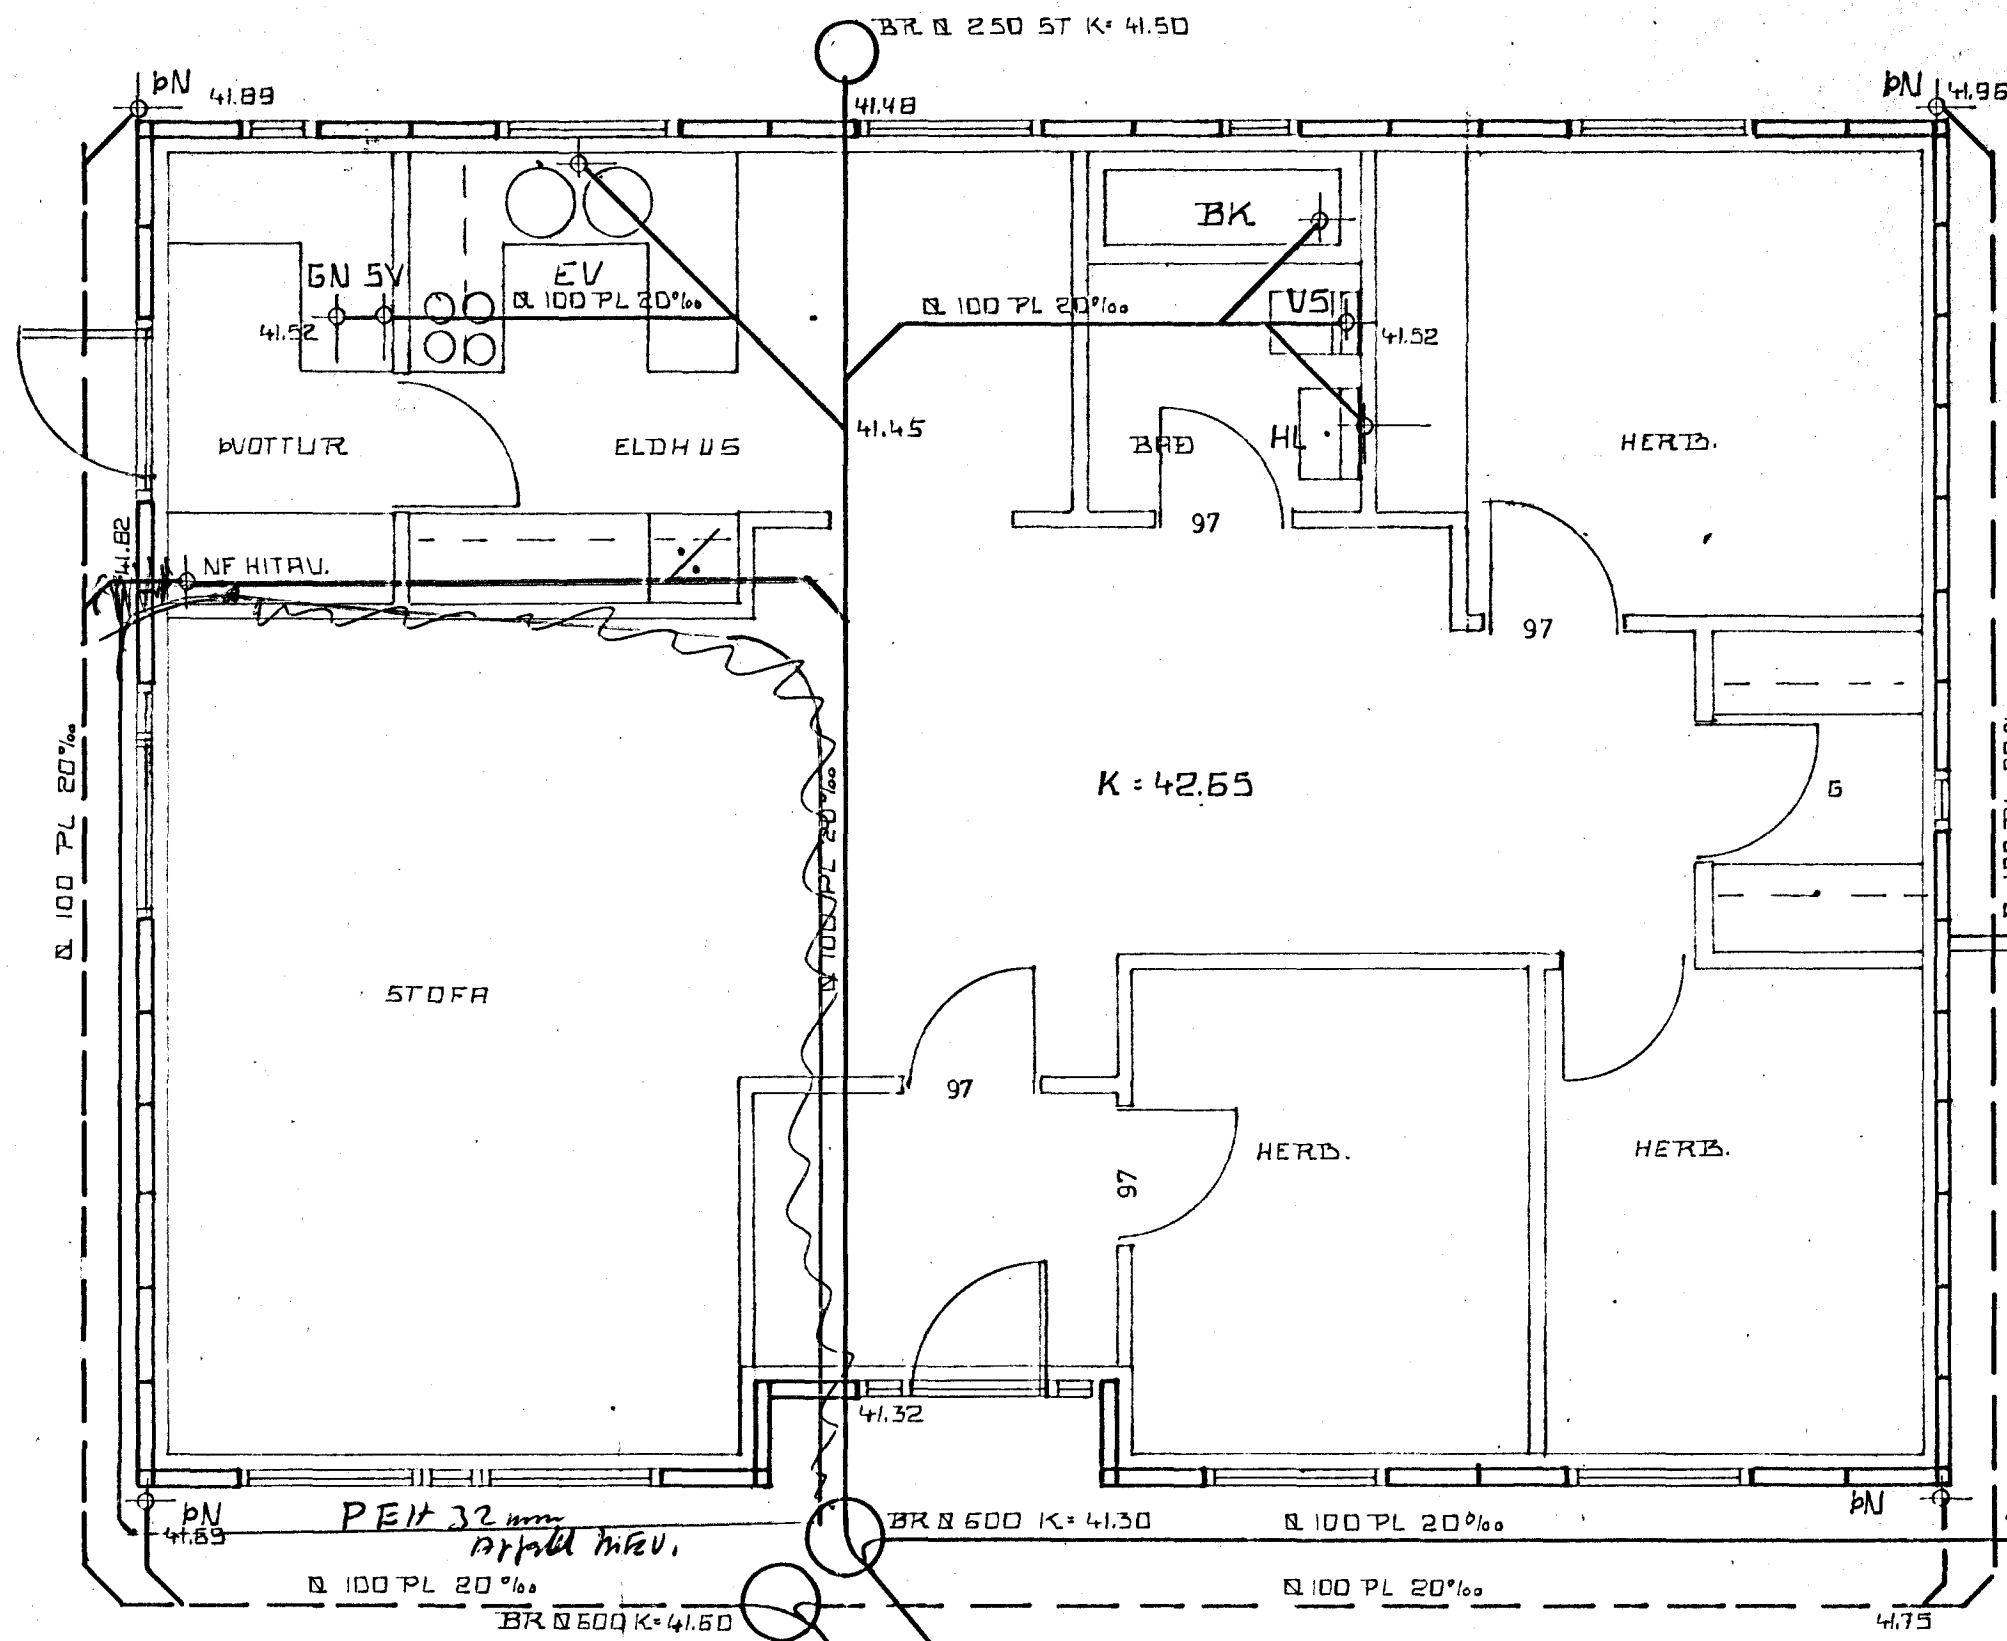 BR Ø 250 ST K= 41.50
ÞN 41.89
41.48
ÞN 41.96
BK
GN SV
EV
Ø 100 PL 20‰
41.52
Ø 100 PL 20‰
VS
41.52
41.45
ÞVOTTUR
ELDHUS
BAÐ
HL
HERB.
97
41.82
NF HITAV.
97
Ø 100 PL 20‰
Ø 100 PL 20‰
K = 42.65
G
STOFA
97
HERB.
HERB.
97
41.32
ÞN
41.69
PEH 32 mm
BR Ø 600 K= 41.30
Ø 100 PL 20‰
ÞN
Ø 100 PL 20‰
Ø 100 PL 20‰
BR Ø 600 K= 41.60
41.75